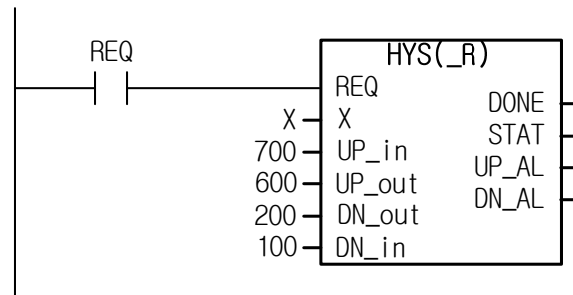 REQ
HYS(_R)
REQ
DONE
X X
STAT
700 UP_in
UP_AL
600 UP_out
DN_AL
200 DN_out
100 DN_in